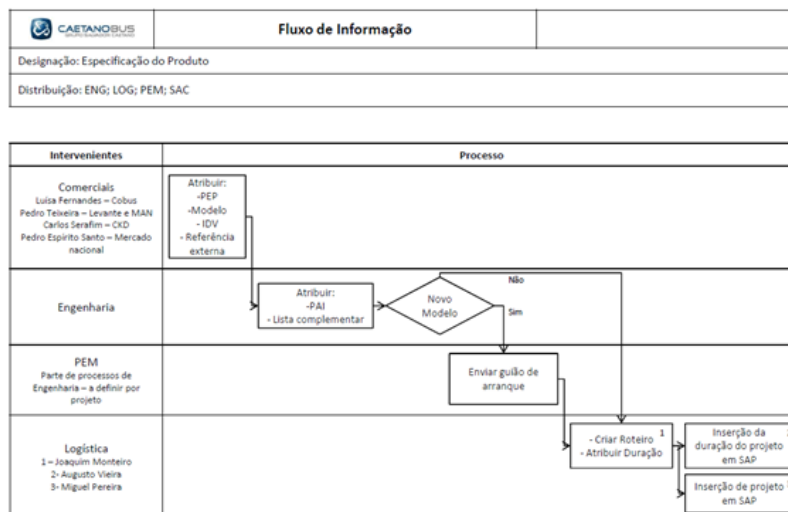 CAETANOBUS
GRUPO SALVADOR CAETANO
Fluxo de Informação
Designação: Especificação do Produto
Distribuição: ENG; LOG; PEM; SAC
Intervenientes
Processo
Comerciais
Luisa Fernandes – Cobus
Pedro Teixeira – Levante e MAN
Carlos Serafim – CKD
Pedro Espirito Santo – Mercado
nacional
Atribuir:
-PEP
-Modelo
- IDV
- Referência
externa
Engenharia
Atribuir:
-PAI
- Lista complementar
Novo
Modelo
Não
Sim
PEM
Parte de processos de
Engenharia – a definir por
projeto
Enviar guião de
arranque
Logística
1 – Joaquim Monteiro
2- Augusto Vieira
3- Miguel Pereira
1
- Criar Roteiro
- Atribuir Duração
Inserção da
duração do projeto
em SAP
Inserção de projeto
em SAP